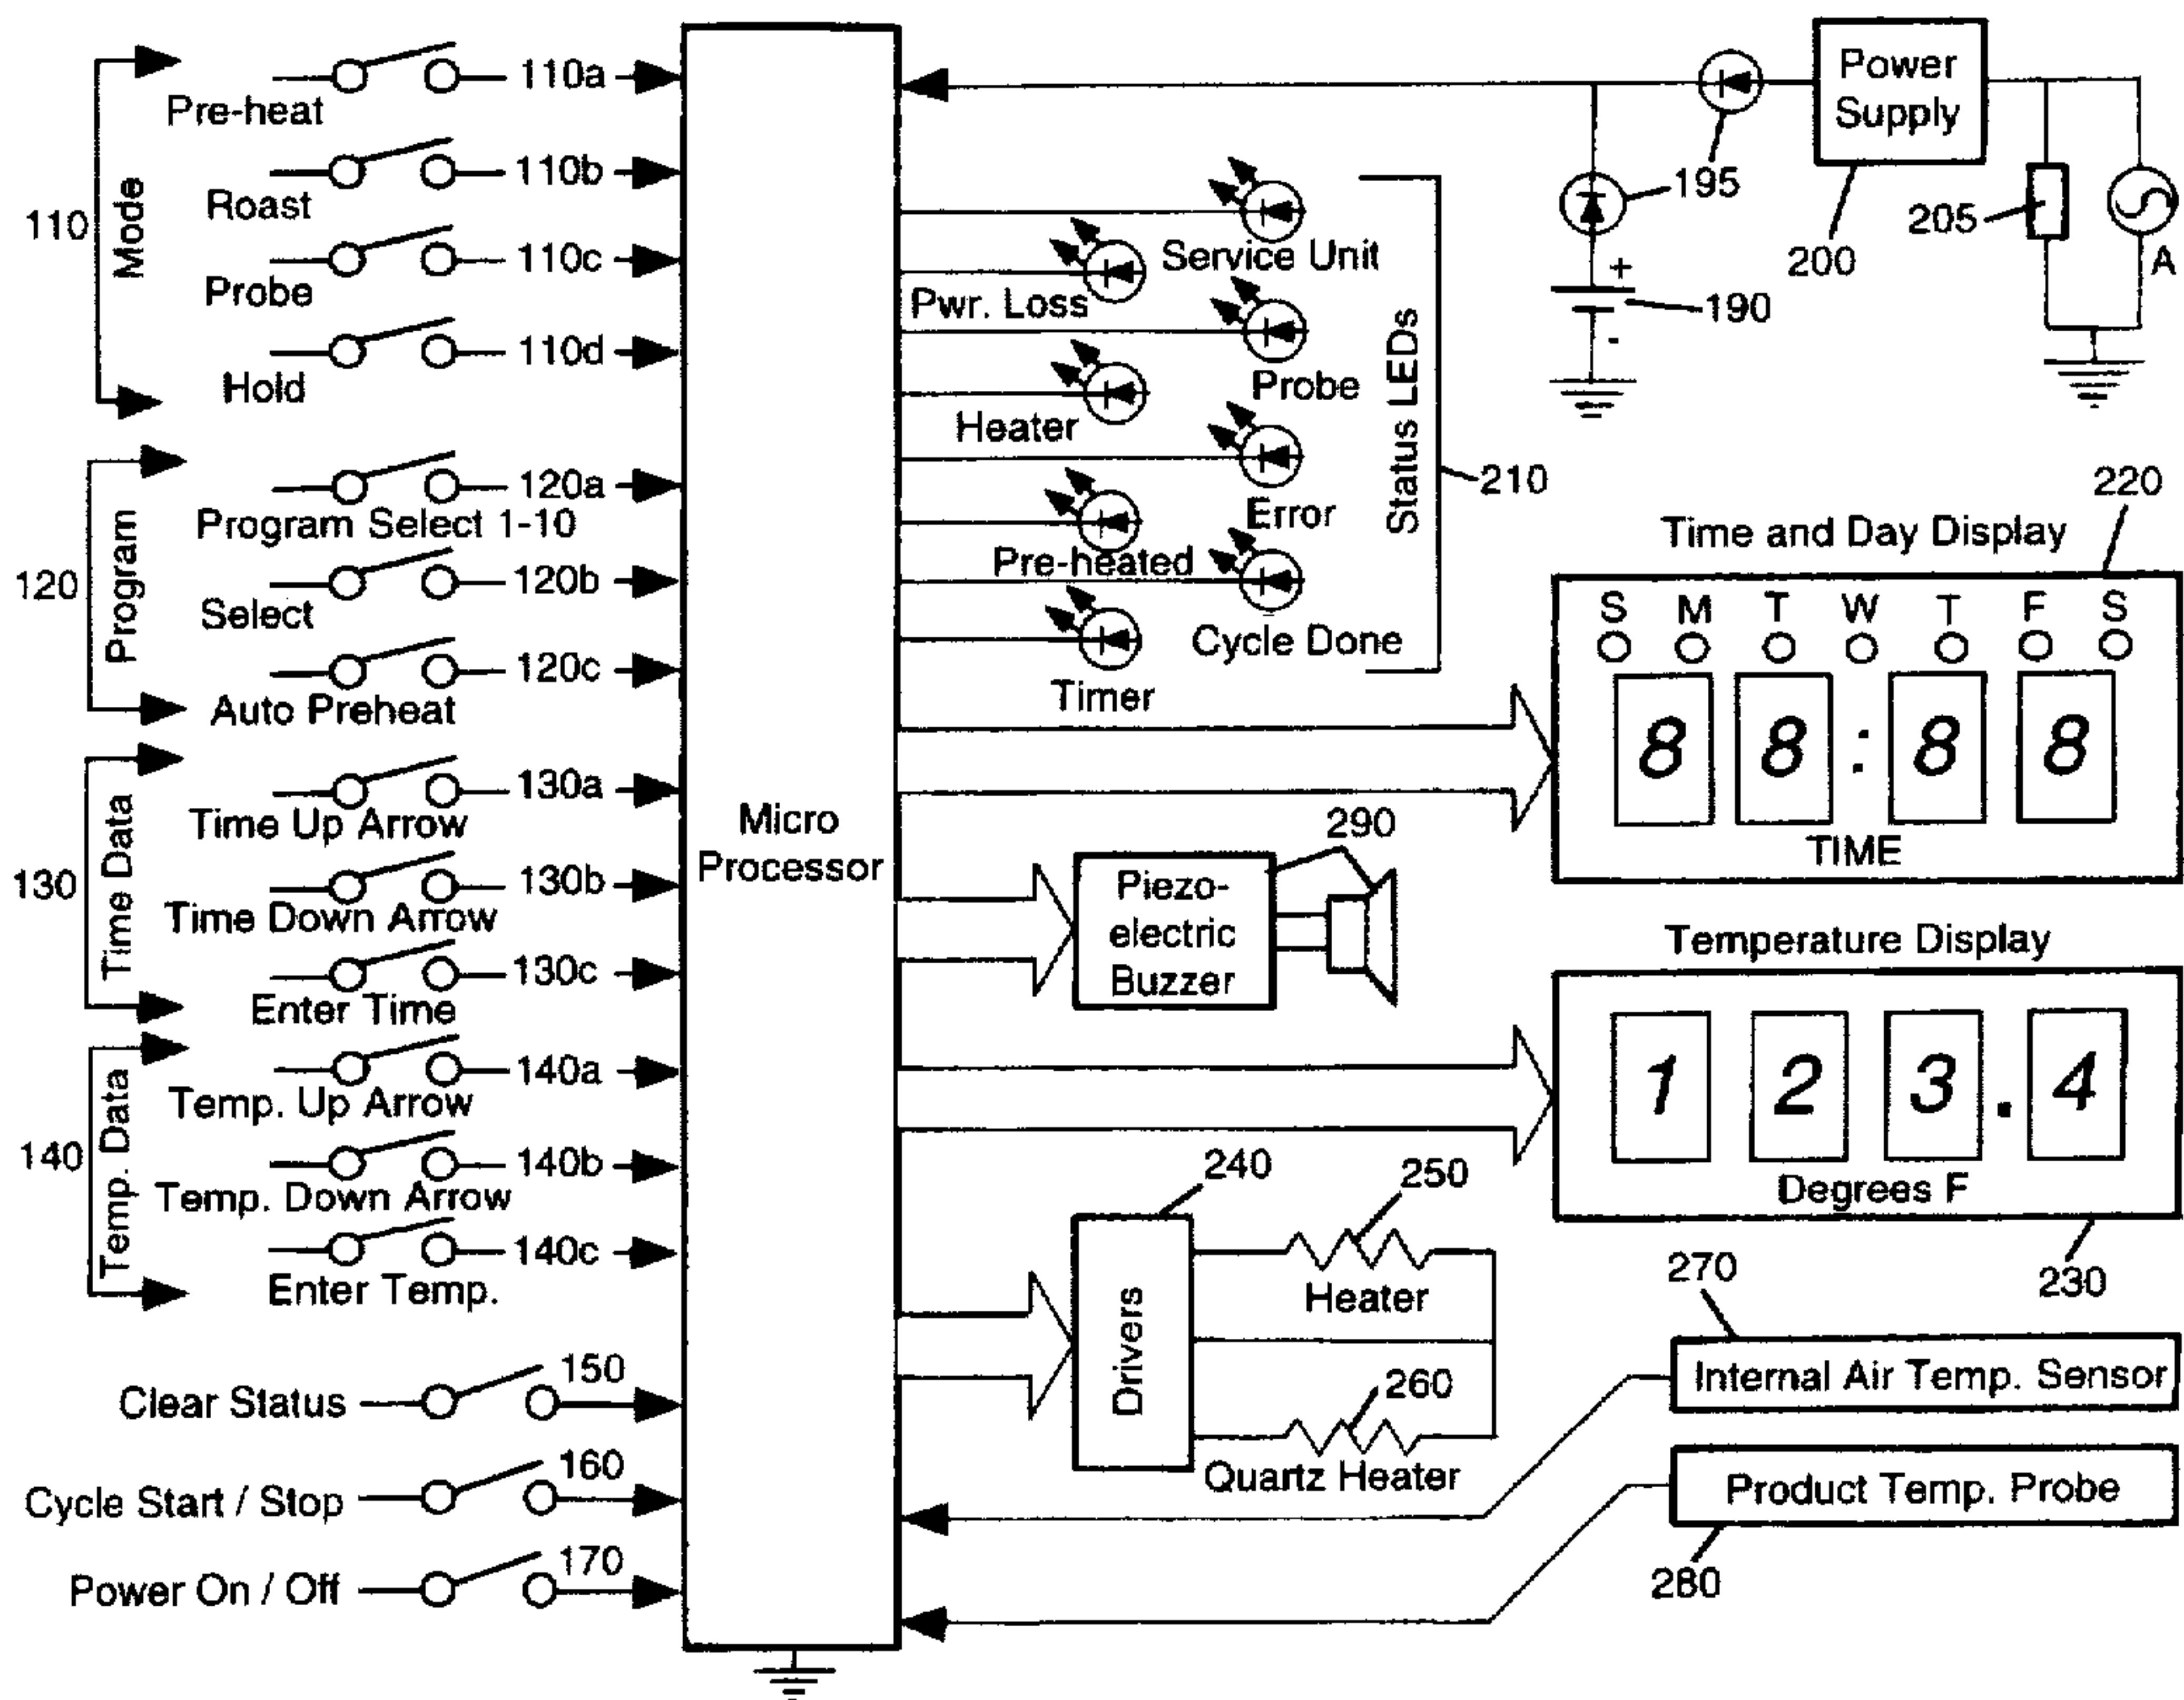 110
Mode
Pre-heat
110a
Roast
110b
Probe
110c
Hold
110d
120
Program
120a
Program Select 1-10
120b
Select
120c
Auto Preheat
130
Time Data
130a
Time Up Arrow
130b
Time Down Arrow
130c
Enter Time
140
Temp. Data
140a
Temp. Up Arrow
140b
Temp. Down Arrow
140c
Enter Temp.
Clear Status
150
Cycle Start / Stop
160
Power On / Off
170
Micro
Processor
Power
Supply
195
200
205
A
+
190
-
Service Unit
Pwr. Loss
Probe
Heater
Error
Pre-heated
Cycle Done
Timer
Status LEDs
210
220
Time and Day Display
S M T W T F S
8 8 : 8 8
TIME
290
Piezo-
electric
Buzzer
Temperature Display
1 2 3 . 4
Degrees F
230
240
Drivers
250
Heater
260
Quartz Heater
270
Internal Air Temp. Sensor
Product Temp. Probe
280